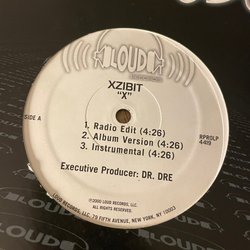 LOUD
XZIBIT
"X"
SIDE A
RPROLP
4419
1. Radio Edit (4:26)
2. Album Version (4:26)
3. Instrumental (4:26)
Executive Producer: DR. DRE
℗2000 LOUD RECORDS, LLC.
ALL RIGHTS RESERVED.
LOUD RECORDS, LLC, 79 FIFTH AVENUE, NEW YORK, NY 10003
LOUD